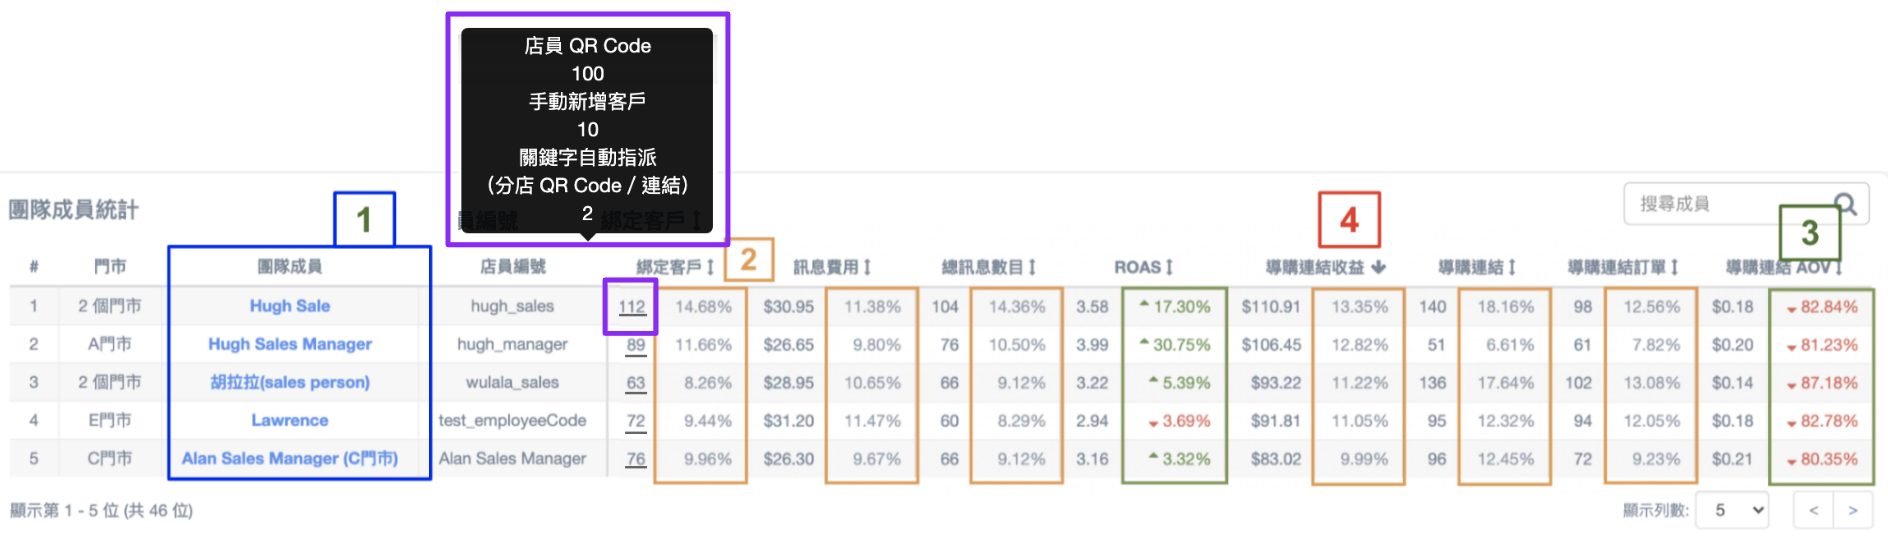 店員 QR Code
100
手動新增客戶
10
關鍵字自動指派
(分店 QR Code / 連結)
2
團隊成員統計
1
員編號
綁定客戶
4
搜尋成員
3
# 門市 團隊成員 店員編號 綁定客戶 2 訊息費用 總訊息數目 ROAS 導購連結收益 導購連結 導購連結訂單 導購連結 AOV
1 2 個門市 Hugh Sale hugh_sales 112 14.68% $30.95 11.38% 104 14.36% 3.58 17.30% $110.91 13.35% 140 18.16% 98 12.56% $0.18 82.84%
2 A門市 Hugh Sales Manager hugh_manager 89 11.66% $26.65 9.80% 76 10.50% 3.99 30.75% $106.45 12.82% 51 6.61% 61 7.82% $0.20 81.23%
3 2 個門市 胡拉拉(sales person) wulala_sales 63 8.26% $28.95 10.65% 66 9.12% 3.22 5.39% $93.22 11.22% 136 17.64% 102 13.08% $0.14 87.18%
4 E門市 Lawrence test_employeeCode 72 9.44% $31.20 11.47% 60 8.29% 2.94 3.69% $91.81 11.05% 95 12.32% 94 12.05% $0.18 82.78%
5 C門市 Alan Sales Manager (C門市) Alan Sales Manager 76 9.96% $26.30 9.67% 66 9.12% 3.16 3.32% $83.02 9.99% 96 12.45% 72 9.23% $0.21 80.35%
顯示第 1 - 5 位 (共 46 位)
顯示列數: 5 < >